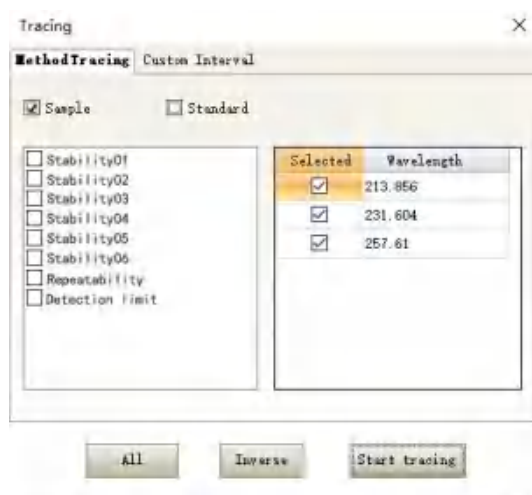 Tracing
MethodTracing Custom Interval
Sample Standard
Stability01
Stability02
Stability03
Stability04
Stability05
Stability06
Repeatability
Detection limit
Selected Wavelength
213.856
231.604
257.61
All Inverse Start tracing